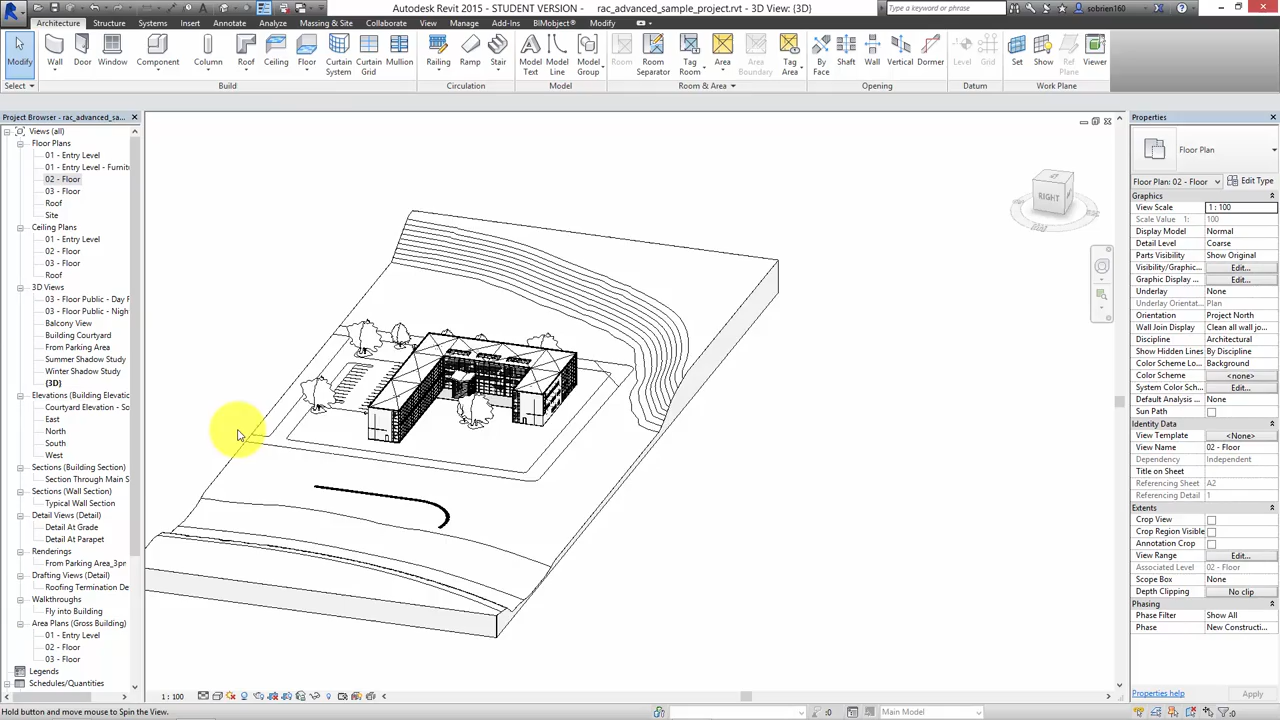 Autodesk Revit 2015 - STUDENT VERSION - rac_advanced_sample_project.rvt - 3D View: {3D}
Type a keyword or phrase
sobrien160
Architecture Structure Systems Insert Annotate Analyze Massing & Site Collaborate View Manage Add-Ins BIMobject® Modify
Modify Wall Door Window Component Column Roof Ceiling Floor Curtain System Curtain Grid Mullion Railing Ramp Stair Model Text Model Line Model Group Room Room Separator Tag Room Area Area Boundary Tag Area By Face Shaft Wall Vertical Dormer Level Grid Set Show Ref Plane Viewer
Select Build Circulation Model Room & Area Opening Datum Work Plane
Project Browser - rac_advanced_sa...
Views (all)
Floor Plans
01 - Entry Level
01 - Entry Level - Furnitu
02 - Floor
03 - Floor
Roof
Site
Ceiling Plans
01 - Entry Level
02 - Floor
03 - Floor
Roof
3D Views
03 - Floor Public - Day R
03 - Floor Public - Nigh
Balcony View
Building Courtyard
From Parking Area
Summer Shadow Study
Winter Shadow Study
{3D}
Elevations (Building Elevatio
Courtyard Elevation - So
East
North
South
West
Sections (Building Section)
Section Through Main S
Sections (Wall Section)
Typical Wall Section
Detail Views (Detail)
Detail At Grade
Detail At Parapet
Renderings
From Parking Area_3pr
Drafting Views (Detail)
Roofing Termination De
Walkthroughs
Fly into Building
Area Plans (Gross Building)
01 - Entry Level
02 - Floor
03 - Floor
Legends
Schedules/Quantities
RIGHT
Properties
Floor Plan
Floor Plan: 02 - Floor Edit Type
Graphics
View Scale 1 : 100
Scale Value 1: 100
Display Model Normal
Detail Level Coarse
Parts Visibility Show Original
Visibility/Graphic... Edit...
Graphic Display ... Edit...
Underlay None
Underlay Orientat... Plan
Orientation Project North
Wall Join Display Clean all wall jo...
Discipline Architectural
Show Hidden Lines By Discipline
Color Scheme Loc... Background
Color Scheme <none>
System Color Sch... Edit...
Default Analysis ... None
Sun Path
Identity Data
View Template <None>
View Name 02 - Floor
Dependency Independent
Title on Sheet
Referencing Sheet A2
Referencing Detail 1
Extents
Crop View
Crop Region Visible
Annotation Crop
View Range Edit...
Associated Level 02 - Floor
Scope Box None
Depth Clipping No clip
Phasing
Phase Filter Show All
Phase New Constructi...
Properties help Apply
1 : 100
Hold button and move mouse to Spin the View.
:0 Main Model :0